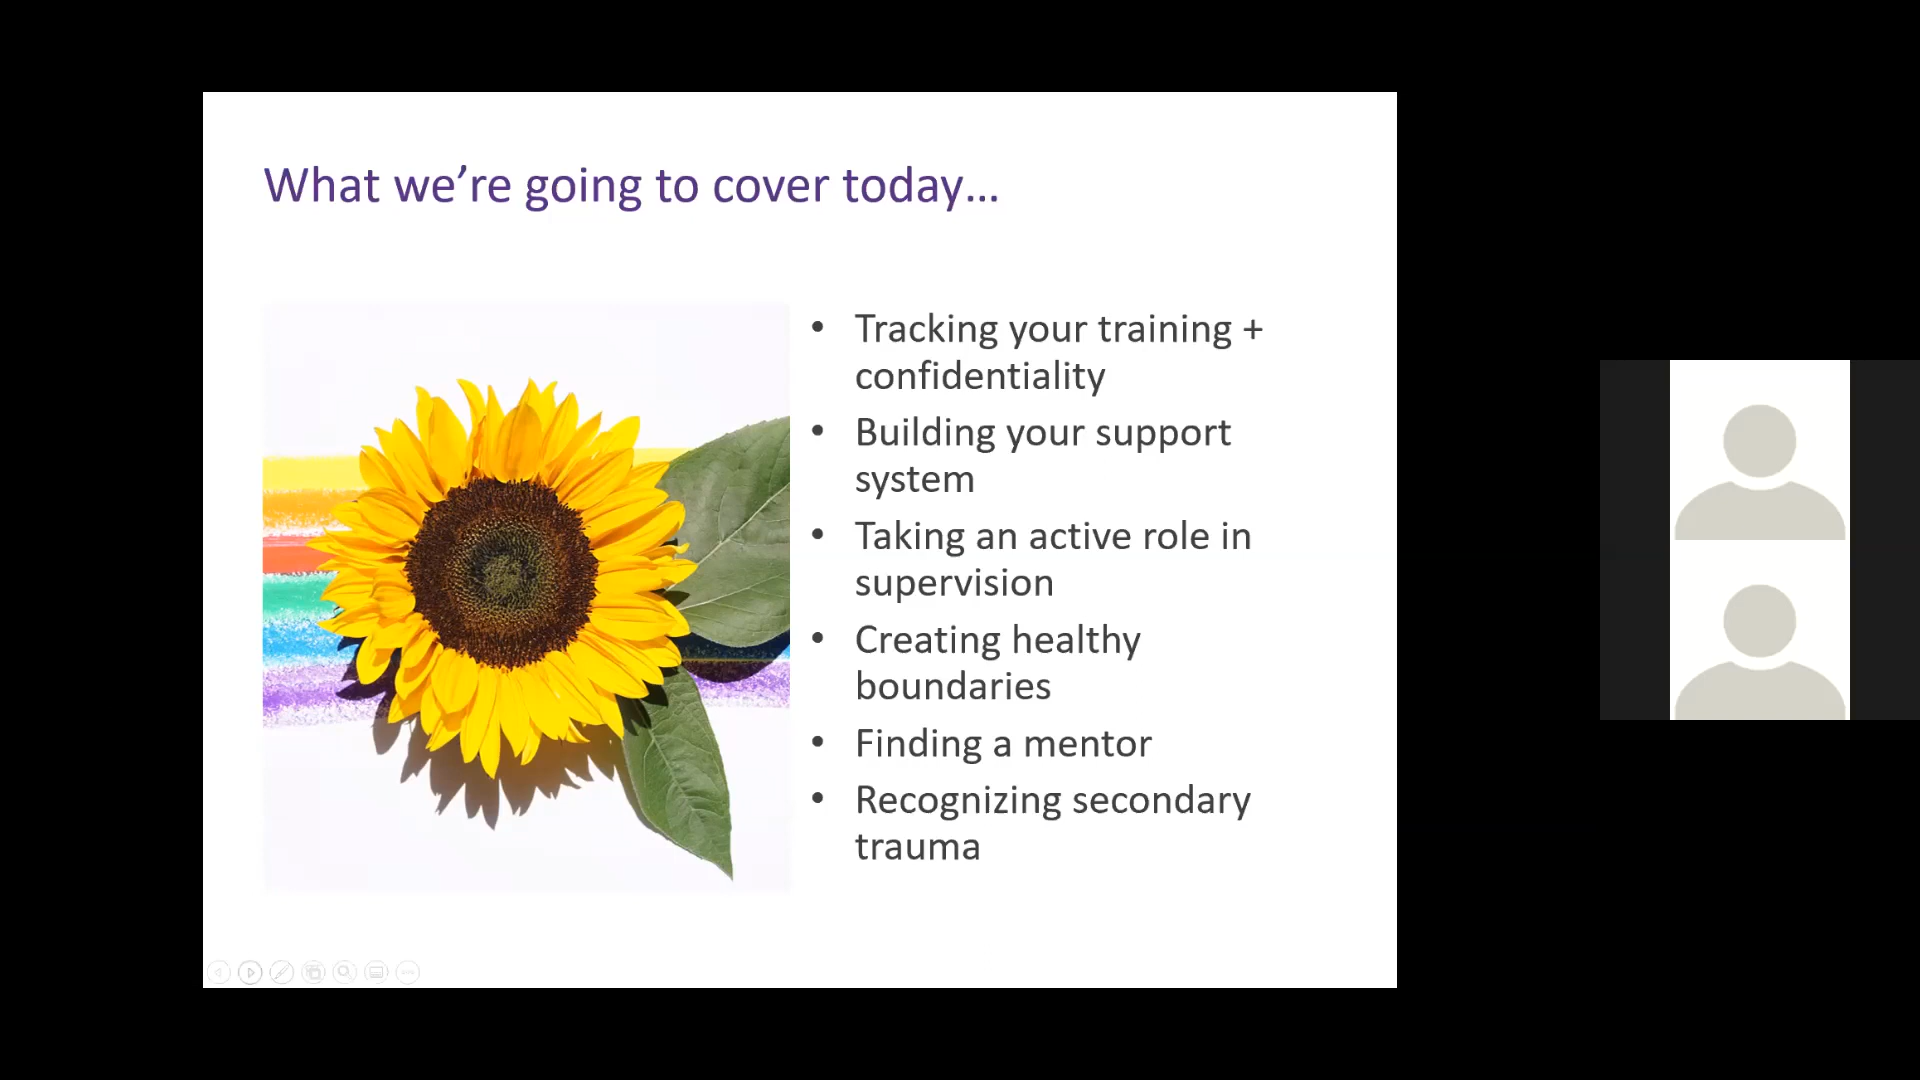 What we’re going to cover today...
• Tracking your training +
confidentiality
• Building your support
system
• Taking an active role in
supervision
• Creating healthy
boundaries
• Finding a mentor
• Recognizing secondary
trauma